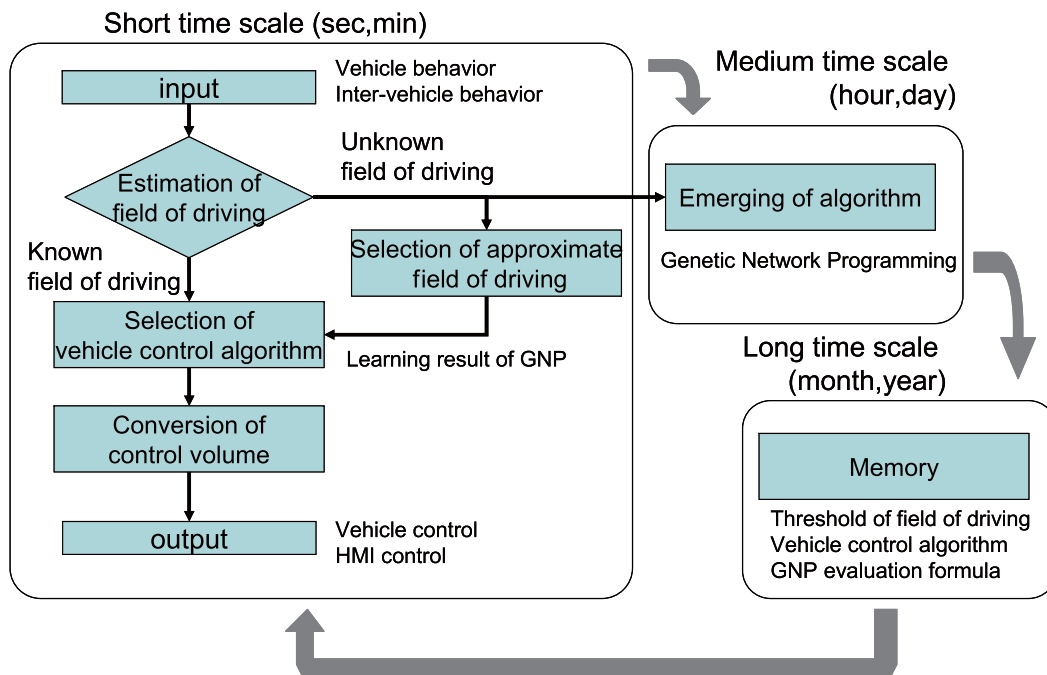 Short time scale (sec,min)
input
Vehicle behavior
Inter-vehicle behavior
Estimation of
field of driving
Unknown
field of driving
Known
field of driving
Selection of approximate
field of driving
Selection of
vehicle control algorithm
Learning result of GNP
Conversion of
control volume
output
Vehicle control
HMI control
Medium time scale
(hour,day)
Emerging of algorithm
Genetic Network Programming
Long time scale
(month,year)
Memory
Threshold of field of driving
Vehicle control algorithm
GNP evaluation formula